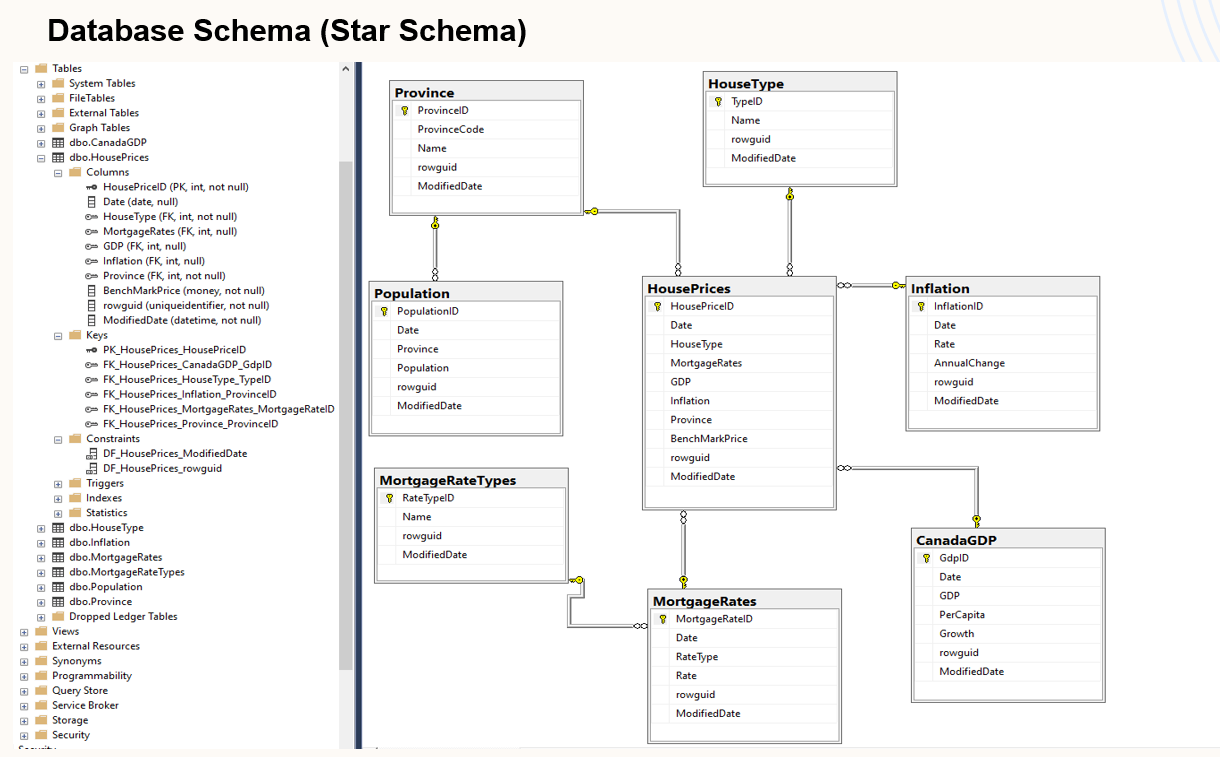 Database Schema (Star Schema)
Tables
System Tables
FileTables
External Tables
Graph Tables
dbo.CanadaGDP
dbo.HousePrices
Columns
HousePriceID (PK, int, not null)
Date (date, null)
HouseType (FK, int, not null)
MortgageRates (FK, int, null)
GDP (FK, int, null)
Inflation (FK, int, null)
Province (FK, int, not null)
BenchMarkPrice (money, not null)
rowguid (uniqueidentifier, not null)
ModifiedDate (datetime, not null)
Keys
PK_HousePrices_HousePriceID
FK_HousePrices_CanadaGDP_GdpID
FK_HousePrices_HouseType_TypeID
FK_HousePrices_Inflation_ProvinceID
FK_HousePrices_MortgageRates_MortgageRateID
FK_HousePrices_Province_ProvinceID
Constraints
DF_HousePrices_ModifiedDate
DF_HousePrices_rowguid
Triggers
Indexes
Statistics
dbo.HouseType
dbo.Inflation
dbo.MortgageRates
dbo.MortgageRateTypes
dbo.Population
dbo.Province
Dropped Ledger Tables
Views
External Resources
Synonyms
Programmability
Query Store
Service Broker
Storage
Security
Security
Province
ProvinceID
ProvinceCode
Name
rowguid
ModifiedDate
HouseType
TypeID
Name
rowguid
ModifiedDate
Population
PopulationID
Date
Province
Population
rowguid
ModifiedDate
HousePrices
HousePriceID
Date
HouseType
MortgageRates
GDP
Inflation
Province
BenchMarkPrice
rowguid
ModifiedDate
Inflation
InflationID
Date
Rate
AnnualChange
rowguid
ModifiedDate
MortgageRateTypes
RateTypeID
Name
rowguid
ModifiedDate
MortgageRates
MortgageRateID
Date
RateType
Rate
rowguid
ModifiedDate
CanadaGDP
GdpID
Date
GDP
PerCapita
Growth
rowguid
ModifiedDate